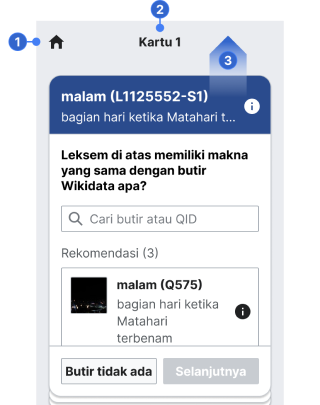 2
1
Kartu 1
3
malam (L1125552-S1)
bagian hari ketika Matahari t...
Leksem di atas memiliki makna
yang sama dengan butir
Wikidata apa?
Cari butir atau QID
Rekomendasi (3)
malam (Q575)
bagian hari ketika
Matahari
terbenam
Butir tidak ada
Selanjutnya